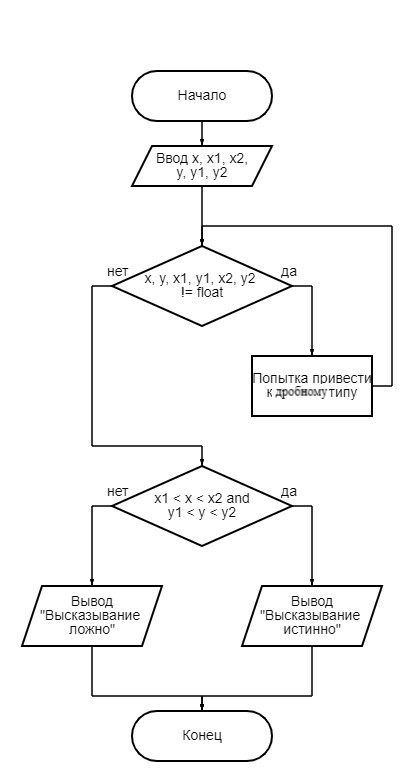 Начало
Ввод x, x1, x2,
y, y1, y2
нет
да
x, y, x1, y1, x2, y2
!= float
Попытка привести
к дробному типу
нет
да
x1 < x < x2 and
y1 < y < y2
Вывод
"Высказывание
ложно"
Вывод
"Высказывание
истинно"
Конец